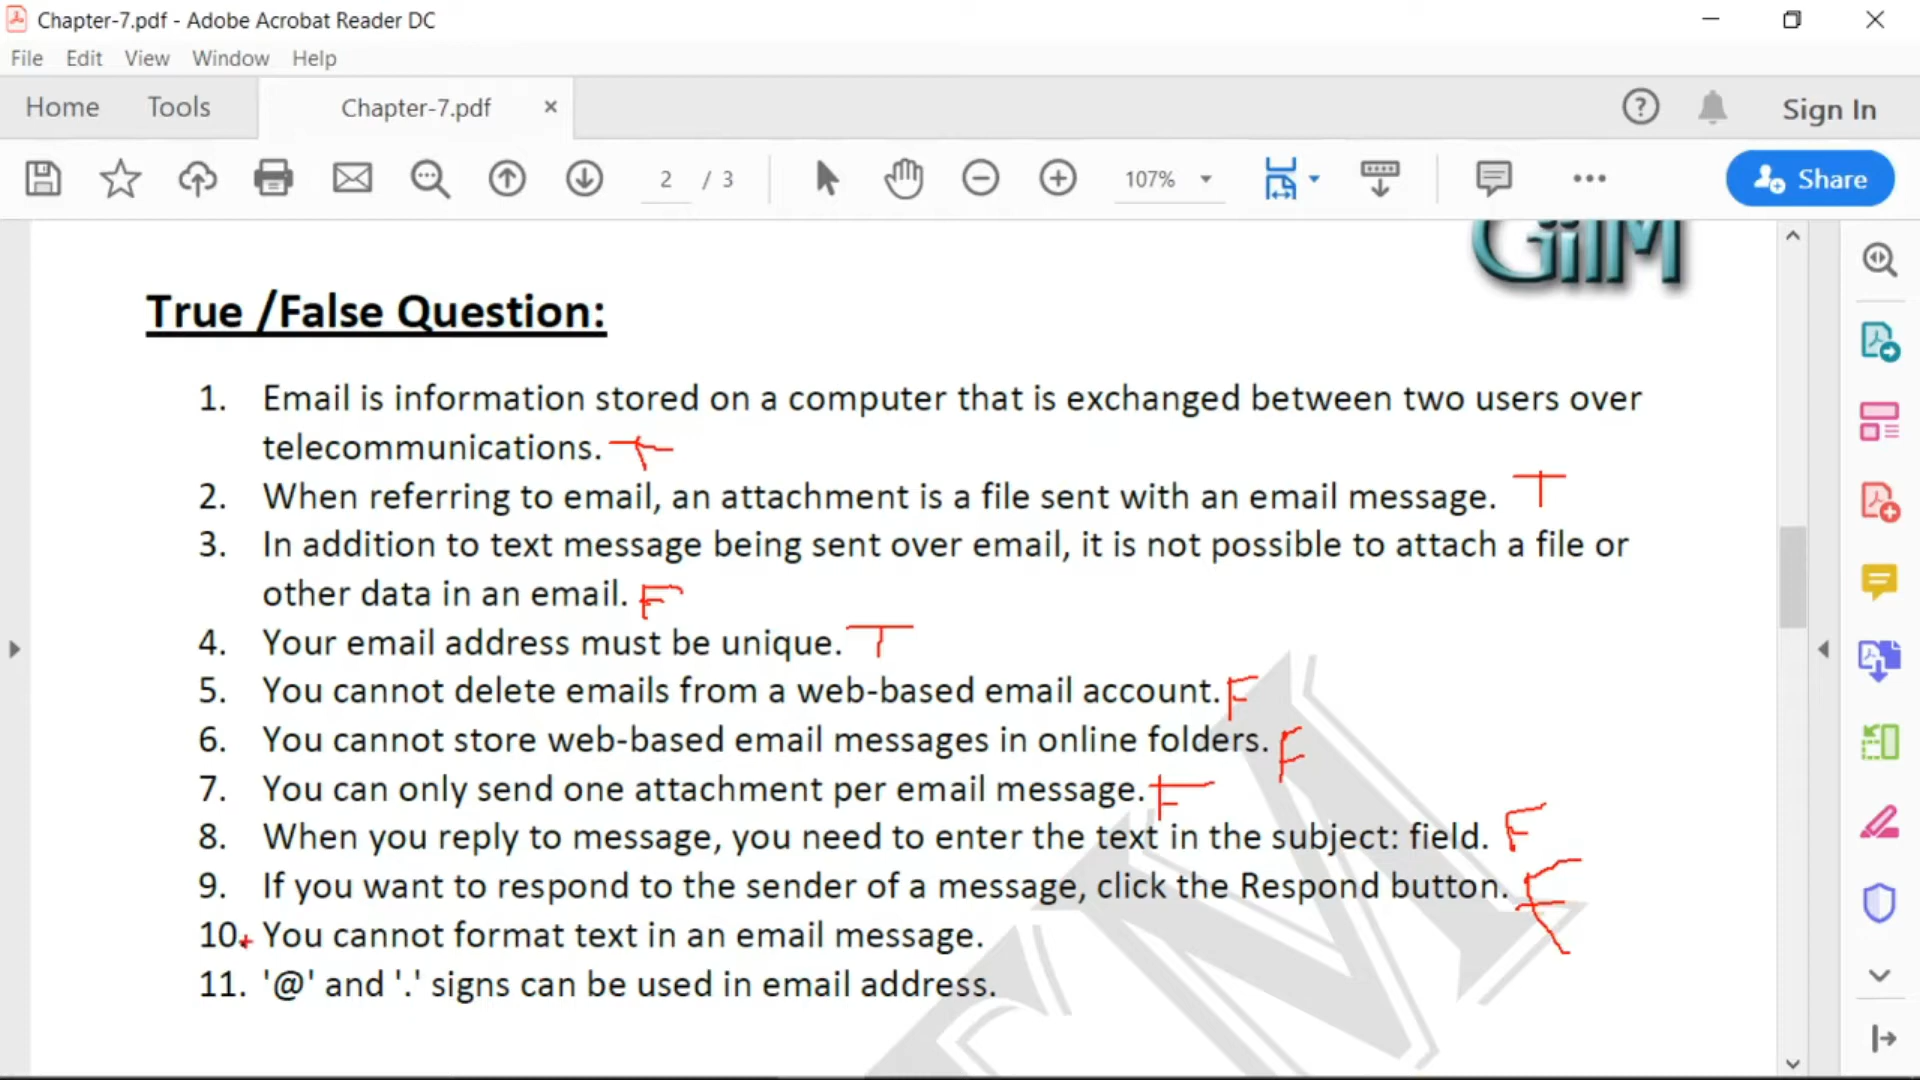 Chapter-7.pdf - Adobe Acrobat Reader DC
File Edit View Window Help
Home Tools Chapter-7.pdf × Sign In
2 / 3 107% Share
GilM
True /False Question:
1. Email is information stored on a computer that is exchanged between two users over
telecommunications. T
2. When referring to email, an attachment is a file sent with an email message. T
3. In addition to text message being sent over email, it is not possible to attach a file or
other data in an email. F
4. Your email address must be unique. T
5. You cannot delete emails from a web-based email account. F
6. You cannot store web-based email messages in online folders. F
7. You can only send one attachment per email message. F
8. When you reply to message, you need to enter the text in the subject: field. F
9. If you want to respond to the sender of a message, click the Respond button. F
10. You cannot format text in an email message.
11. '@' and '.' signs can be used in email address.